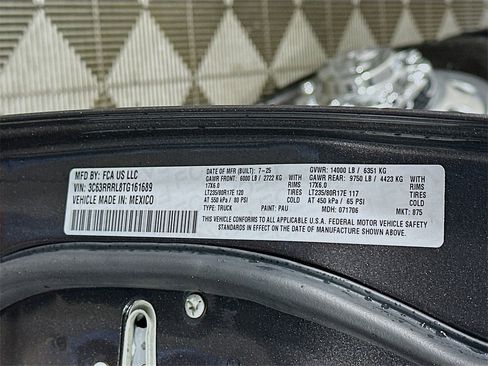 MFD BY: FCA US LLC
VIN: 3C63RRRL8TG161689
VEHICLE MADE IN: MEXICO
DATE OF MFR (BUILT): 7-25
GAWR FRONT: 6000 LB / 2722 KG
17X6.0 RIMS
LT235/80R17E 120 TIRES
AT 550 kPa / 80 PSI COLD
TYPE: TRUCK PAINT: PAU
GVWR: 14000 LB / 6351 KG
GAWR REAR: 9750 LB / 4423 KG
17X6.0 RIMS
LT235/80R17E 117 TIRES
AT 450 kPa / 65 PSI COLD
MDH: 071706 MKT: 875
THIS VEHICLE CONFORMS TO ALL APPLICABLE U.S.A. FEDERAL MOTOR VEHICLE SAFETY
STANDARDS IN EFFECT ON THE DATE OF MANUFACTURE SHOWN ABOVE.